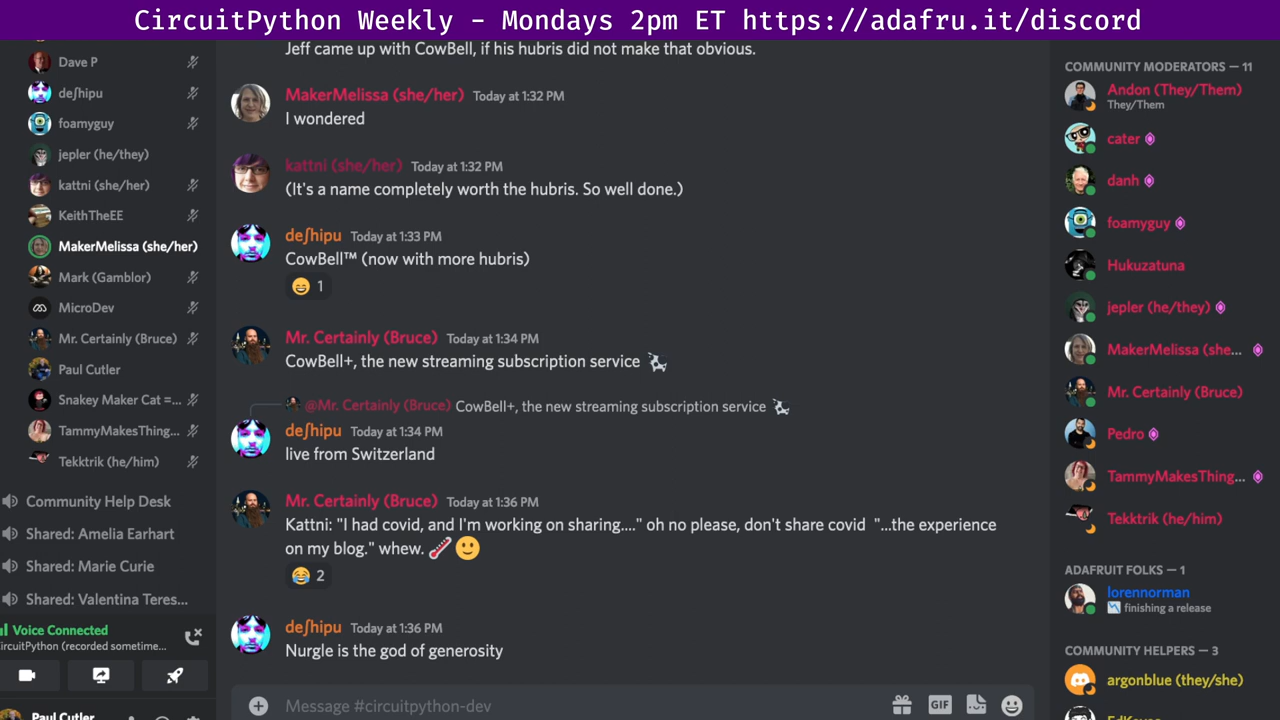 CircuitPython Weekly - Mondays 2pm ET https://adafru.it/discord
Dave P
deʃhipu
foamyguy
jepler (he/they)
kattni (she/her)
KeithTheEE
MakerMelissa (she/her)
Mark (Gamblor)
MicroDev
Mr. Certainly (Bruce)
Paul Cutler
Snakey Maker Cat =...
TammyMakesThing...
Tekktrik (he/him)
Community Help Desk
Shared: Amelia Earhart
Shared: Marie Curie
Shared: Valentina Teres...
Voice Connected
CircuitPython (recorded sometime...
Paul Cutler
Jeff came up with CowBell, if his hubris did not make that obvious.
MakerMelissa (she/her) Today at 1:32 PM
I wondered
kattni (she/her) Today at 1:32 PM
(It's a name completely worth the hubris. So well done.)
deʃhipu Today at 1:33 PM
CowBell™ (now with more hubris)
😄 1
Mr. Certainly (Bruce) Today at 1:34 PM
CowBell+, the new streaming subscription service
@Mr. Certainly (Bruce) CowBell+, the new streaming subscription service
deʃhipu Today at 1:34 PM
live from Switzerland
Mr. Certainly (Bruce) Today at 1:36 PM
Kattni: "I had covid, and I'm working on sharing...." oh no please, don't share covid "...the experience
on my blog." whew. 🌡️🙂
😂 2
deʃhipu Today at 1:36 PM
Nurgle is the god of generosity
Message #circuitpython-dev
GIF
COMMUNITY MODERATORS — 11
Andon (They/Them)
They/Them
cater
danh
foamyguy
Hukuzatuna
jepler (he/they)
MakerMelissa (she...
Mr. Certainly (Bruce)
Pedro
TammyMakesThing...
Tekktrik (he/him)
ADAFRUIT FOLKS — 1
lorennorman
📉 finishing a release
COMMUNITY HELPERS — 3
argonblue (they/she)